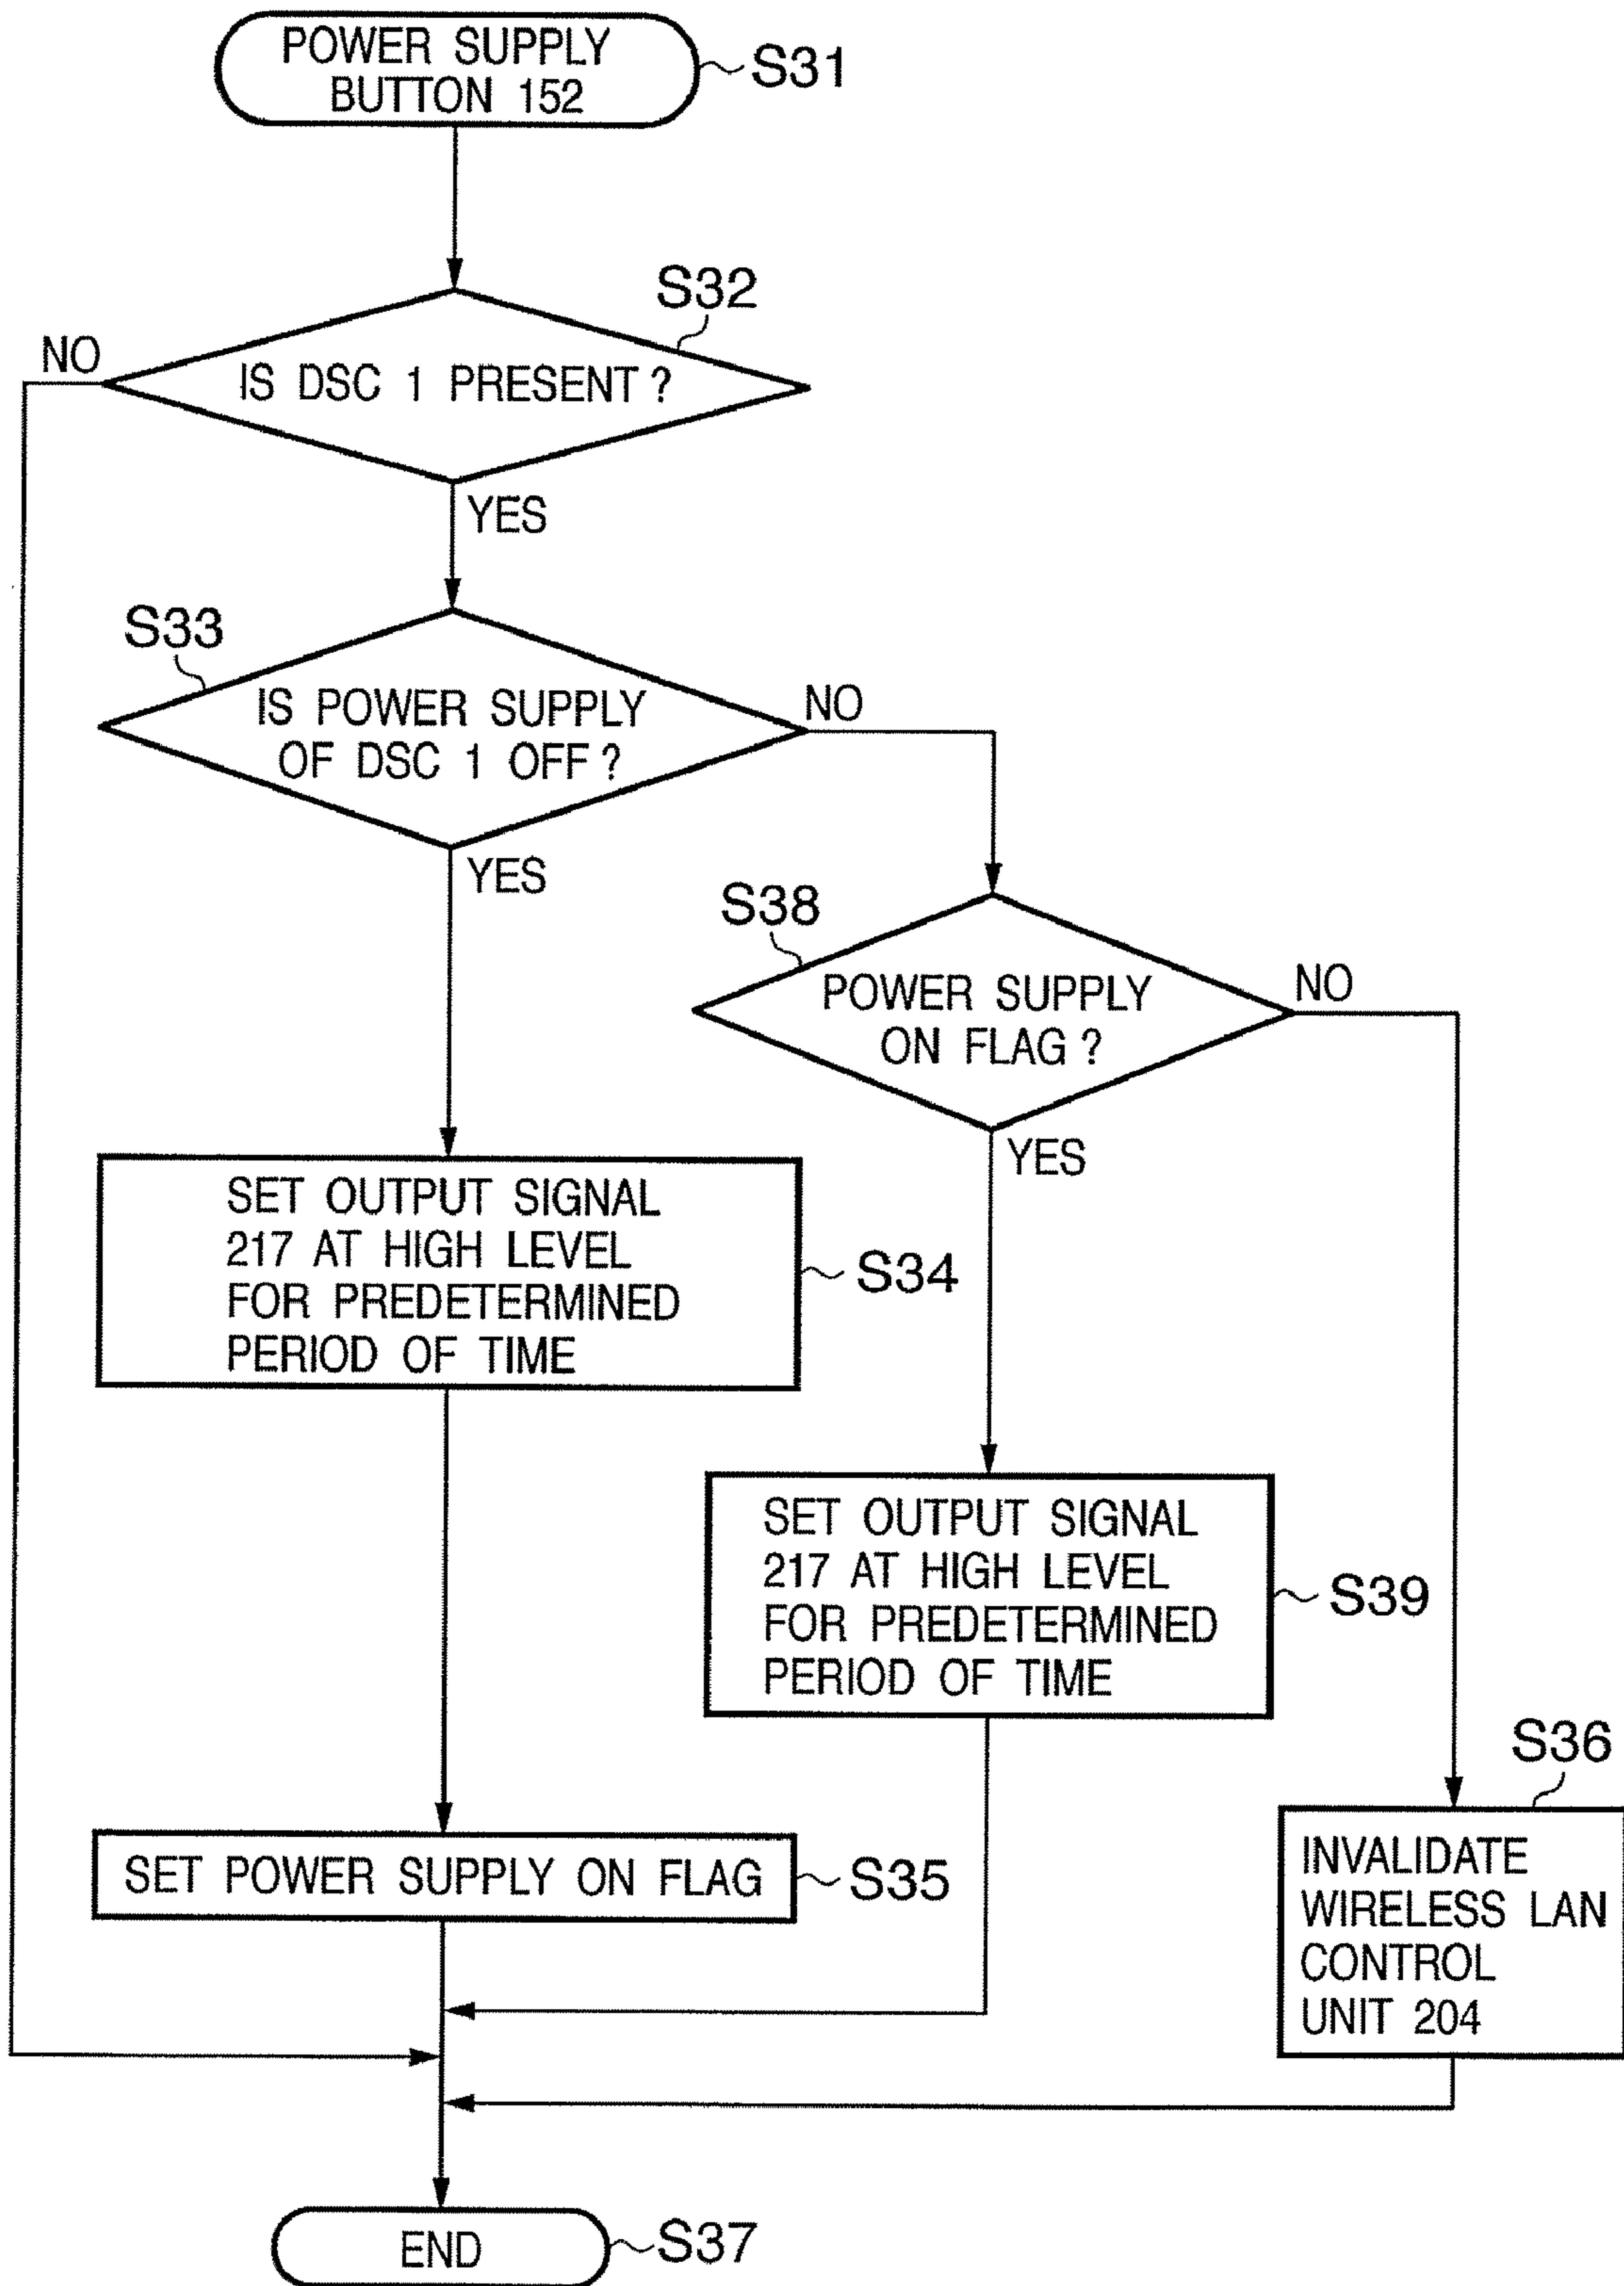 POWER SUPPLY
BUTTON 152
S31
S32
NO
IS DSC 1 PRESENT?
YES
S33
IS POWER SUPPLY
OF DSC 1 OFF?
NO
YES
S38
POWER SUPPLY
ON FLAG?
NO
YES
SET OUTPUT SIGNAL
217 AT HIGH LEVEL
FOR PREDETERMINED
PERIOD OF TIME
S34
SET OUTPUT SIGNAL
217 AT HIGH LEVEL
FOR PREDETERMINED
PERIOD OF TIME
S39
S36
INVALIDATE
WIRELESS LAN
CONTROL
UNIT 204
SET POWER SUPPLY ON FLAG
S35
END
S37